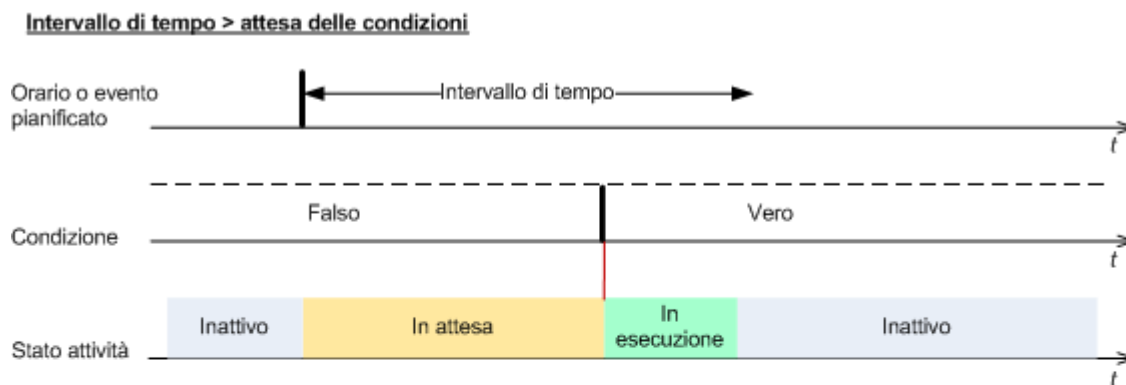 Intervallo di tempo > attesa delle condizioni
Orario o evento
pianificato
Intervallo di tempo
t
Falso
Vero
Condizione
t
Inattivo
In attesa
In
esecuzione
Inattivo
Stato attività
t